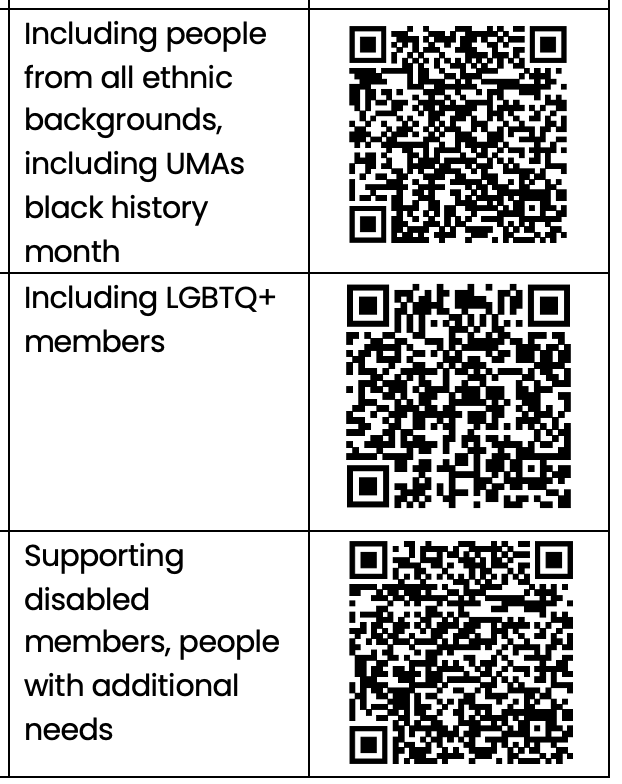 Including people
from all ethnic
backgrounds,
including UMAs
black history
month
Including LGBTQ+
members
Supporting
disabled
members, people
with additional
needs